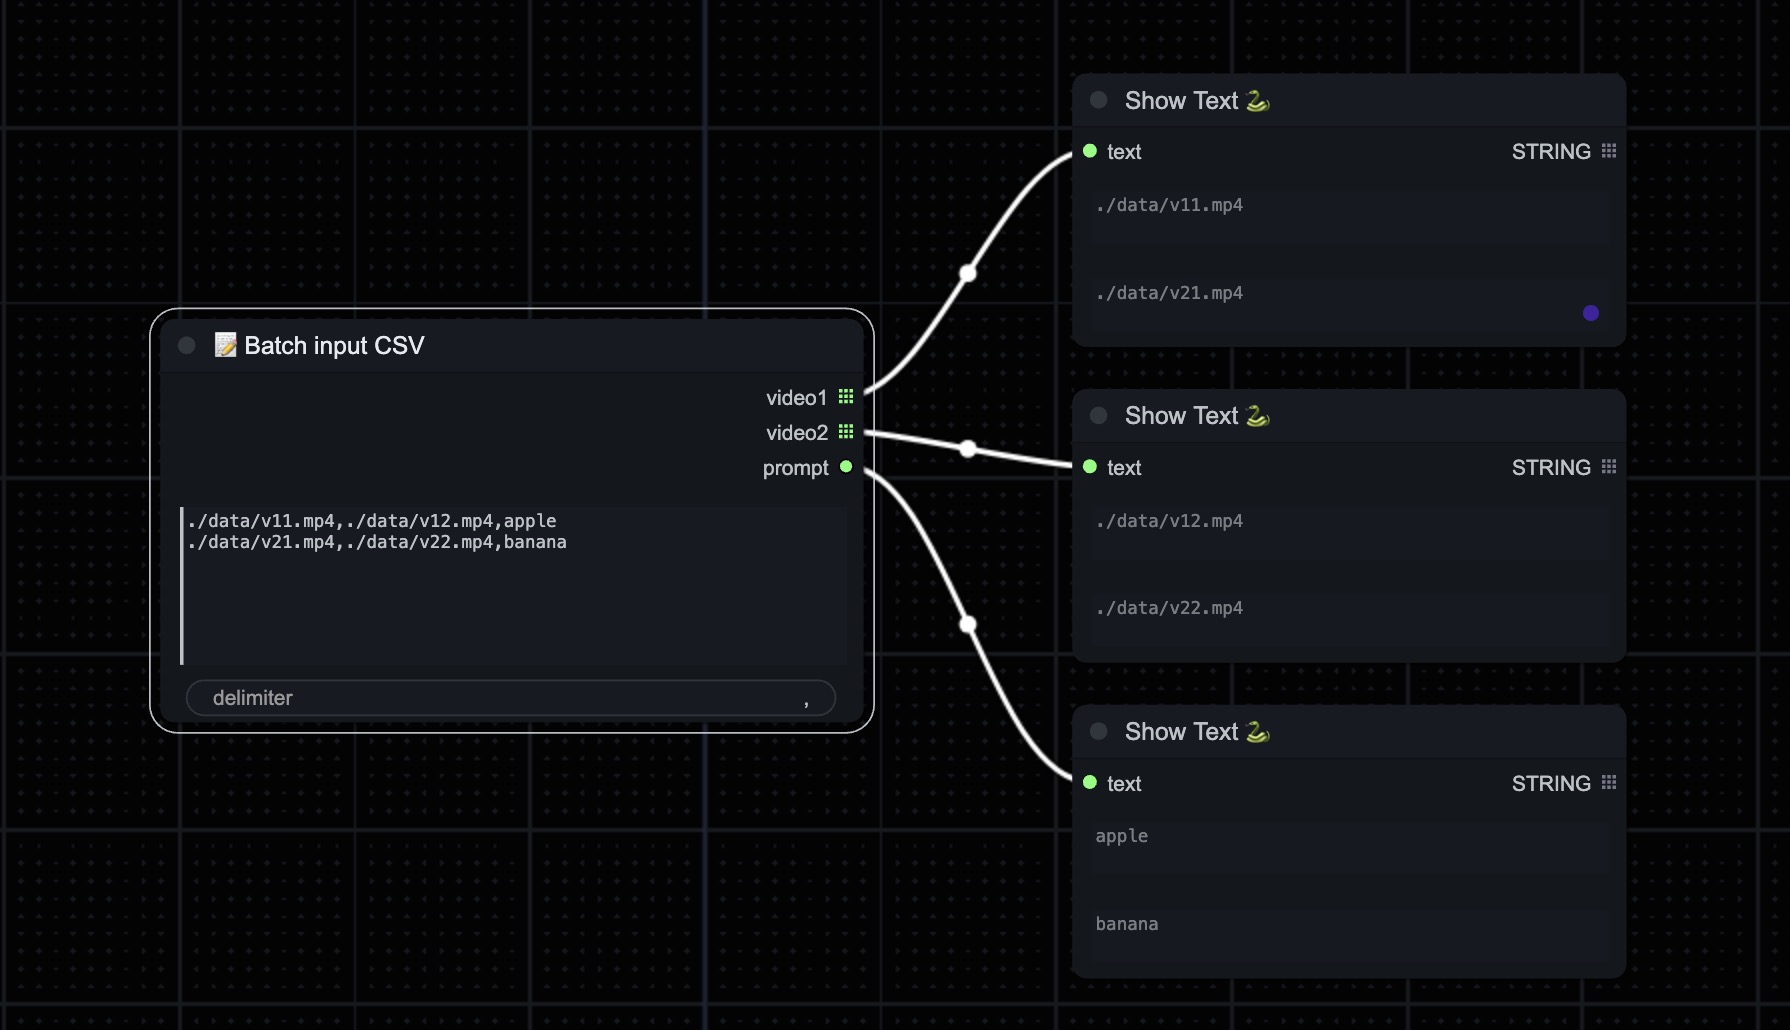 📝 Batch input CSV
video1
video2
prompt
./data/v11.mp4,./data/v12.mp4,apple
./data/v21.mp4,./data/v22.mp4,banana
delimiter ,
Show Text 🐍
text STRING
./data/v11.mp4
./data/v21.mp4
Show Text 🐍
text STRING
./data/v12.mp4
./data/v22.mp4
Show Text 🐍
text STRING
apple
banana